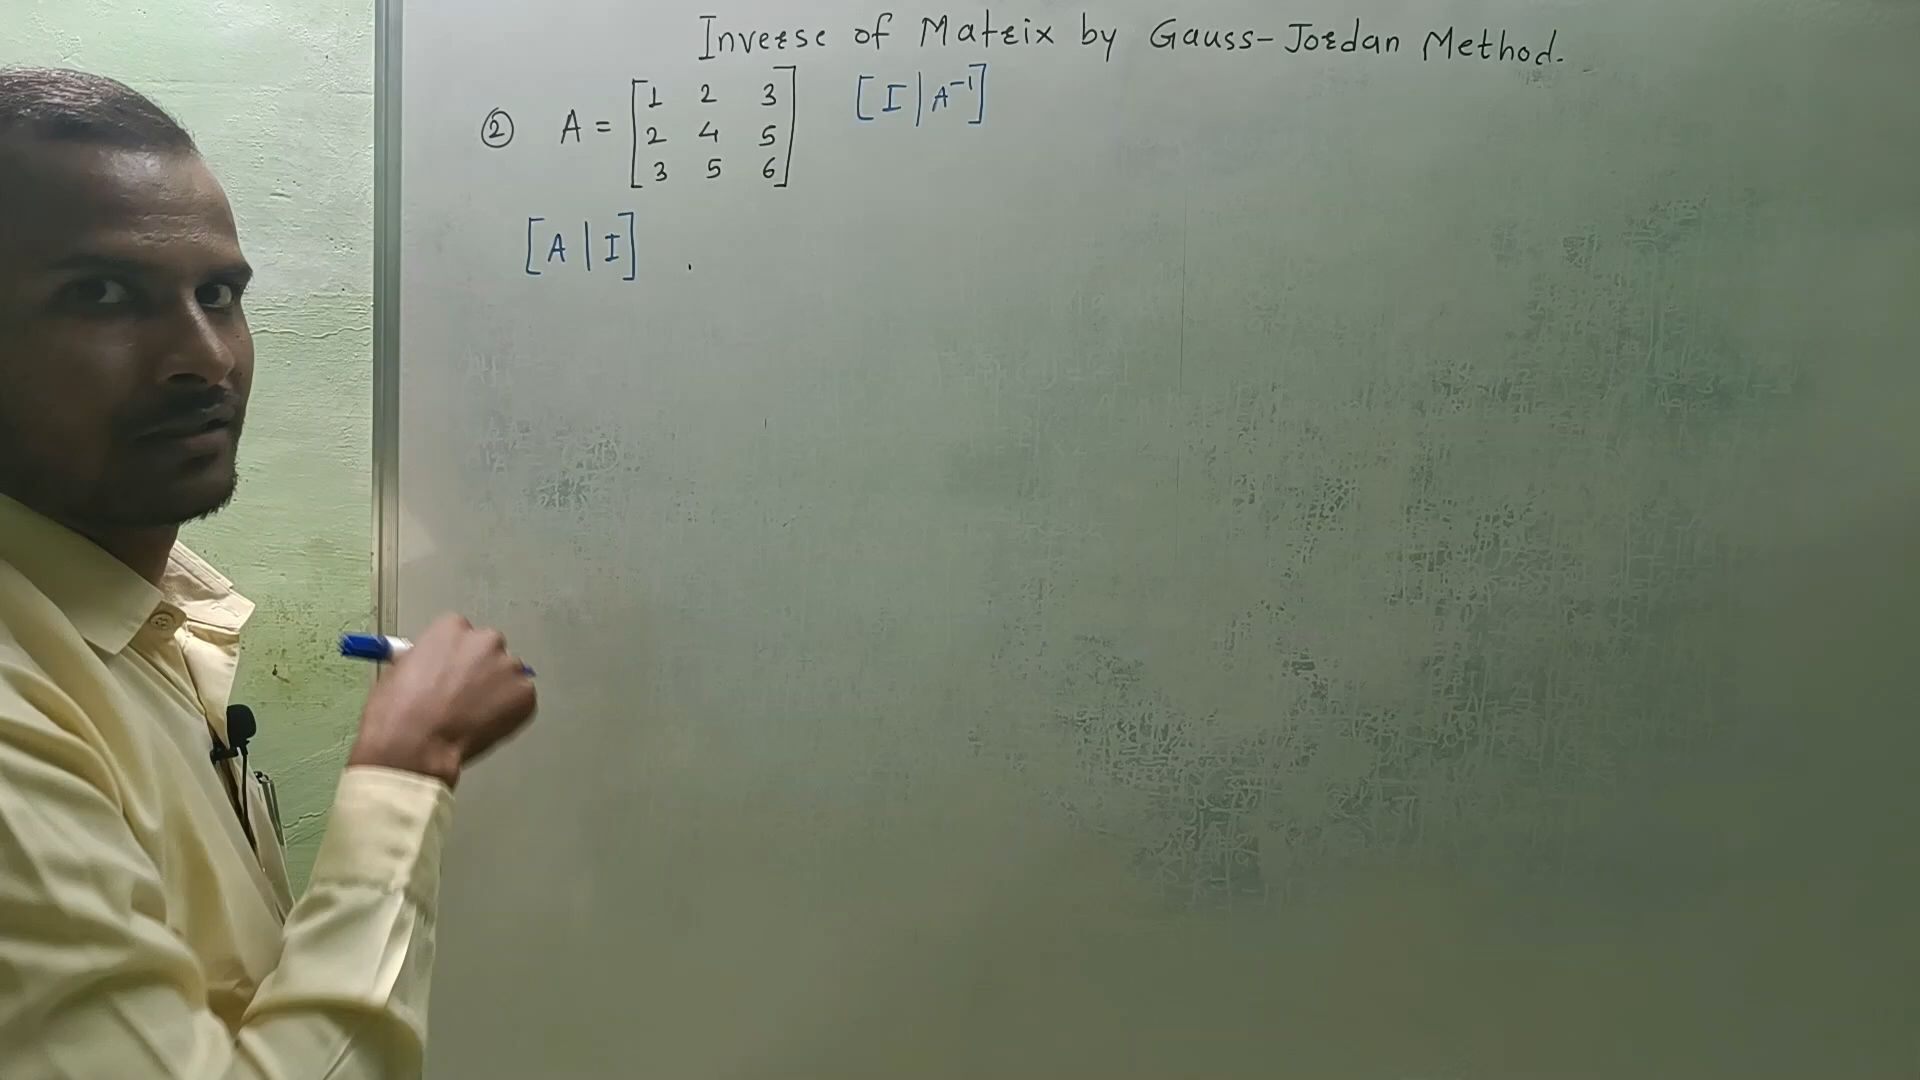 Inverse of Matrix by Gauss-Jordan Method.
② A = [1 2 3 [I | A⁻¹]
2 4 5
3 5 6]
[A | I] .